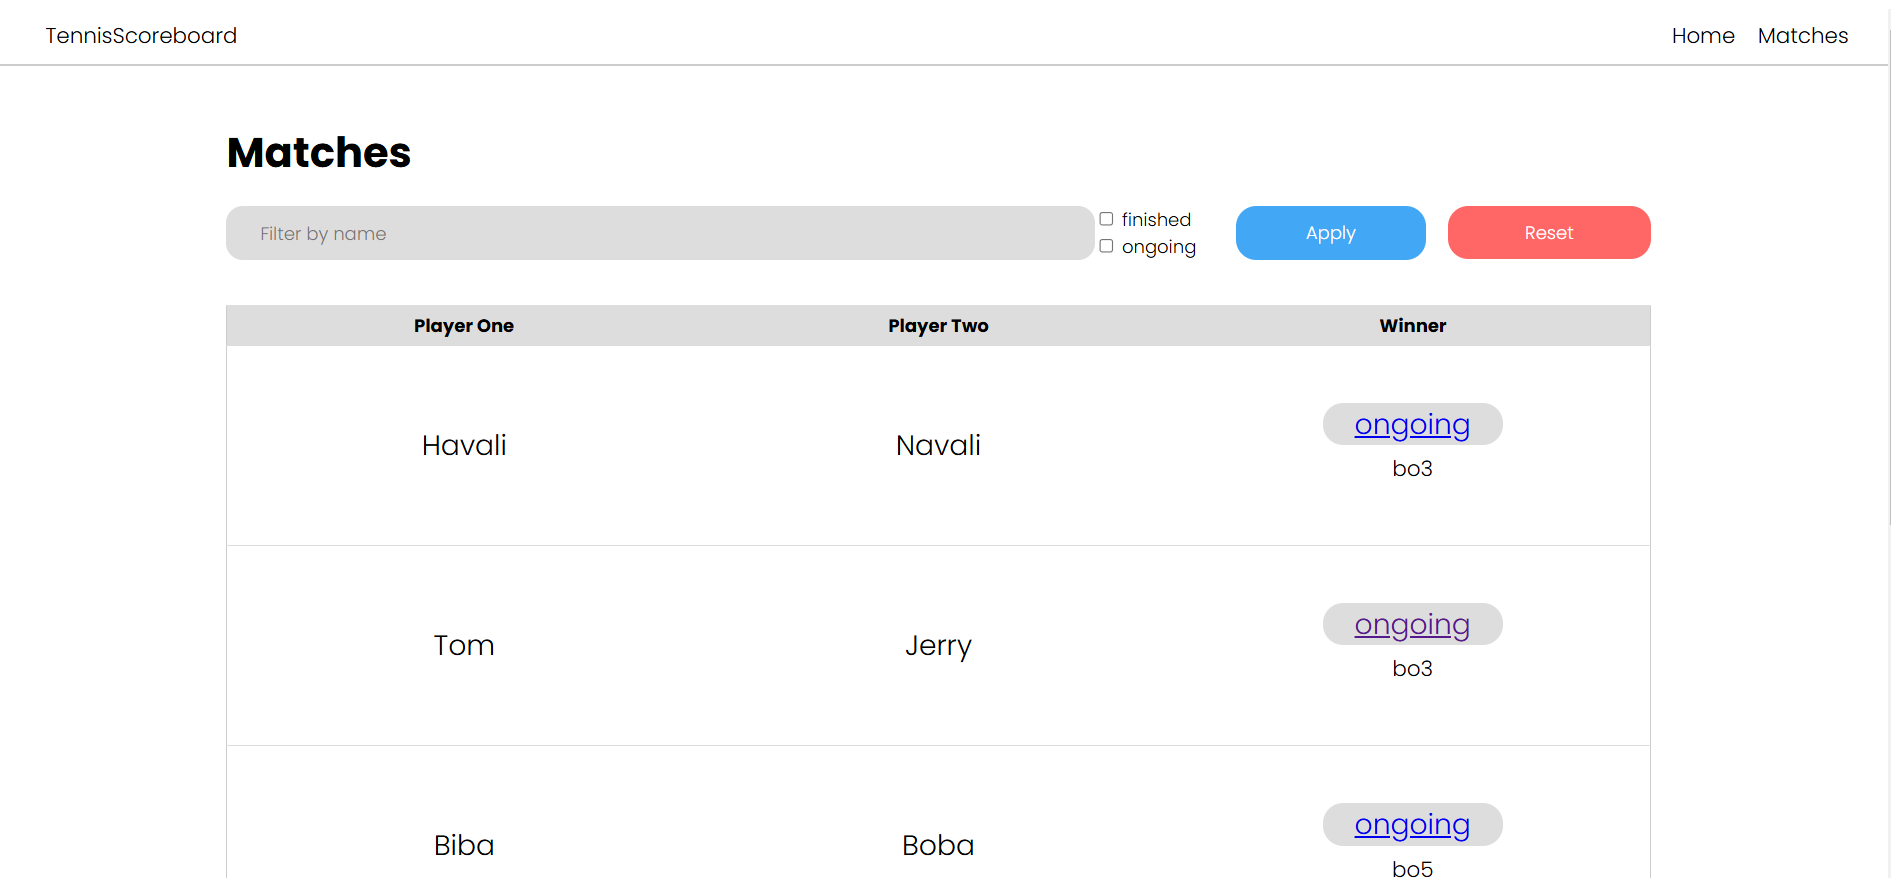 TennisScoreboard Home Matches
Matches
Filter by name
finished
ongoing
Apply Reset
Player One Player Two Winner
Havali Navali ongoing
bo3
Tom Jerry ongoing
bo3
Biba Boba ongoing
bo5